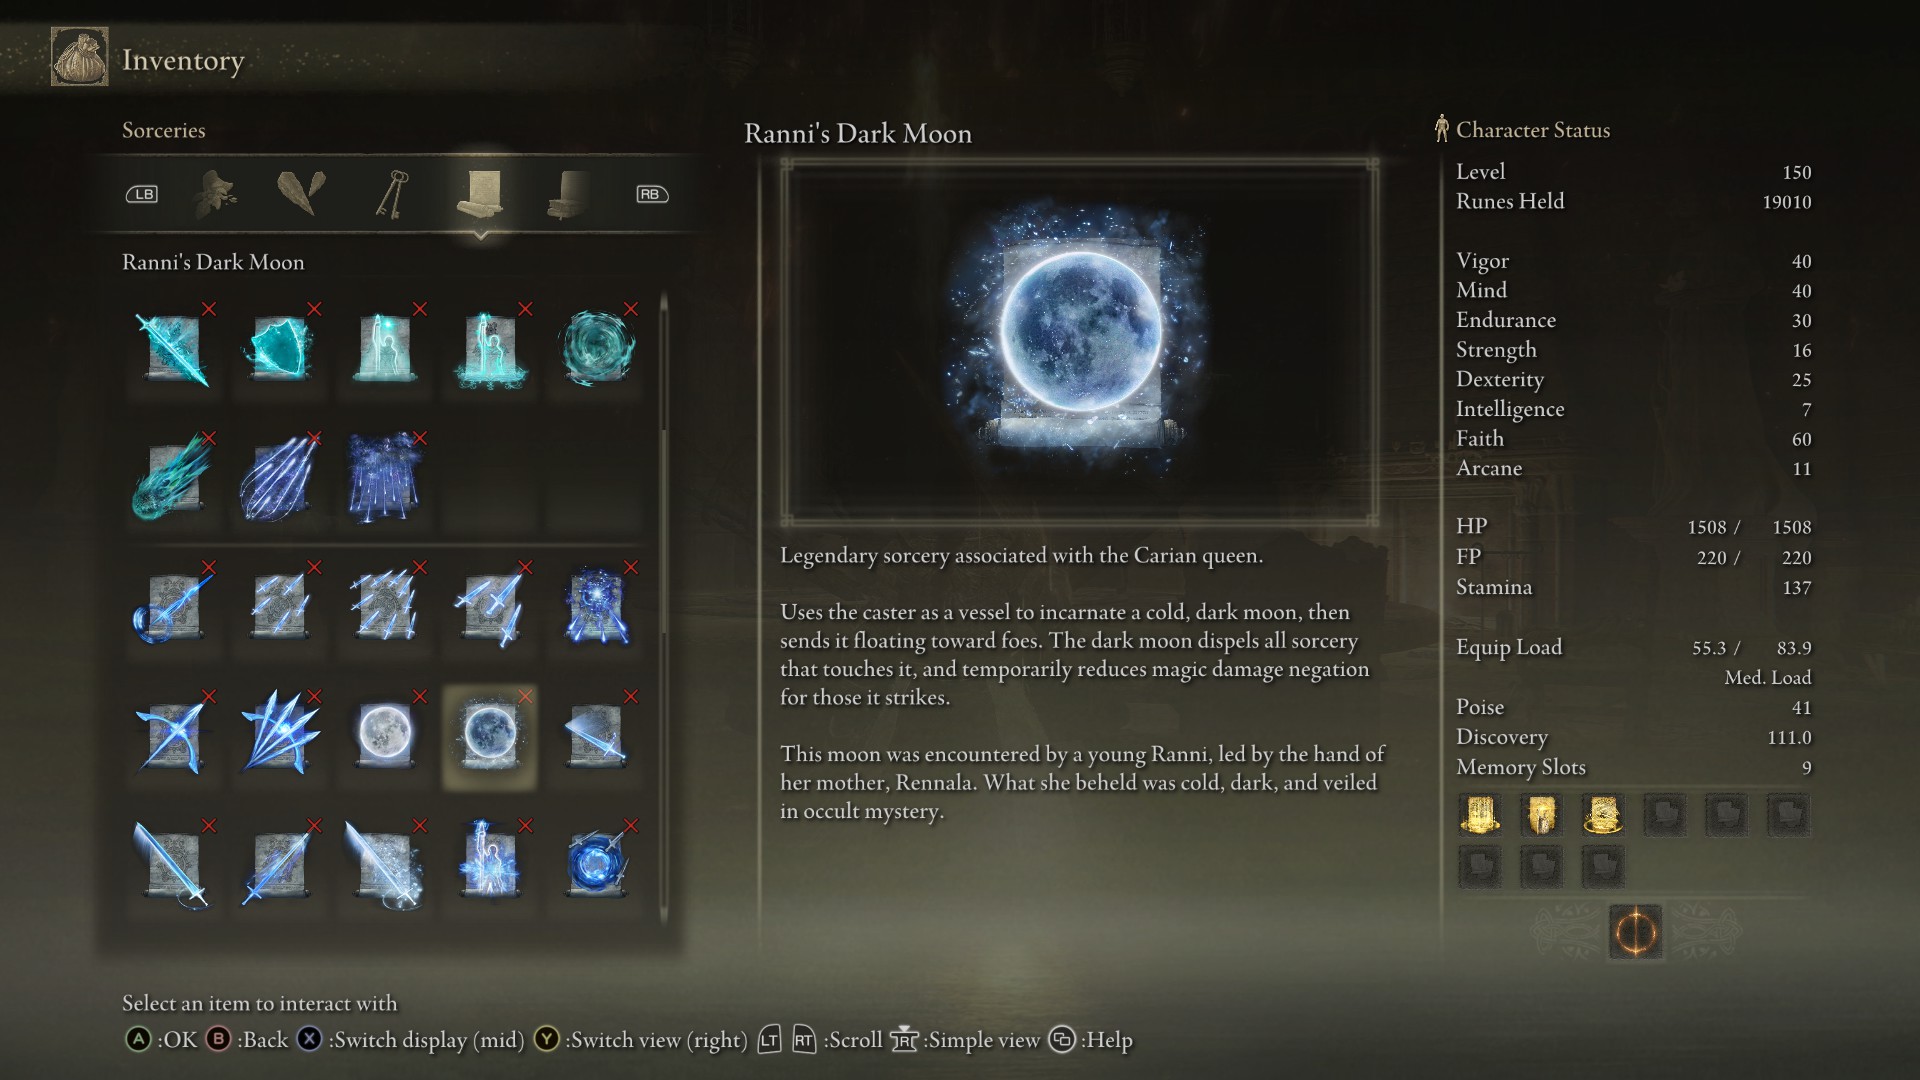 Inventory
Sorceries
LB
RB
Ranni's Dark Moon
Ranni's Dark Moon
Legendary sorcery associated with the Carian queen.
Uses the caster as a vessel to incarnate a cold, dark moon, then
sends it floating toward foes. The dark moon dispels all sorcery
that touches it, and temporarily reduces magic damage negation
for those it strikes.
This moon was encountered by a young Ranni, led by the hand of
her mother, Rennala. What she beheld was cold, dark, and veiled
in occult mystery.
Character Status
Level 150
Runes Held 19010
Vigor 40
Mind 40
Endurance 30
Strength 16
Dexterity 25
Intelligence 7
Faith 60
Arcane 11
HP 1508 / 1508
FP 220 / 220
Stamina 137
Equip Load 55.3 / 83.9
Med. Load
Poise 41
Discovery 111.0
Memory Slots 9
Select an item to interact with
A :OK B :Back X :Switch display (mid) Y :Switch view (right) LT RT :Scroll R :Simple view :Help